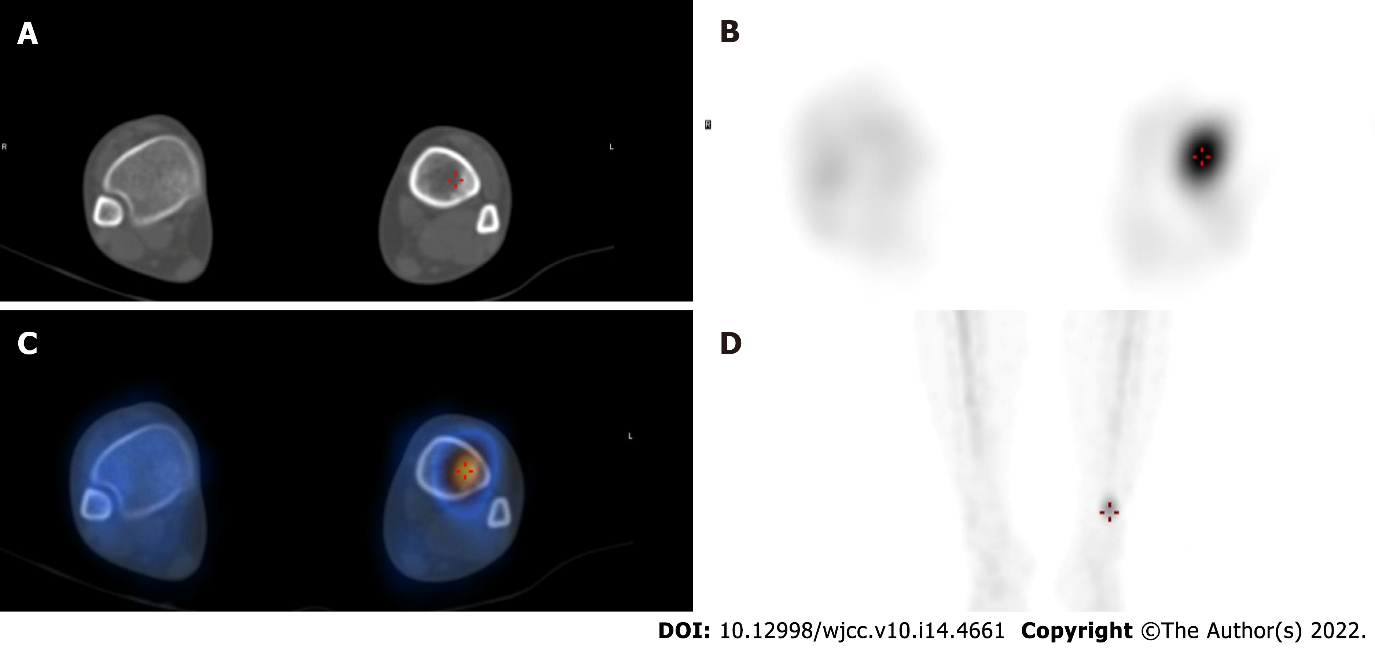 A
B
R
L
R
C
D
L
DOI: 10.12998/wjcc.v10.i14.4661 Copyright ©The Author(s) 2022.